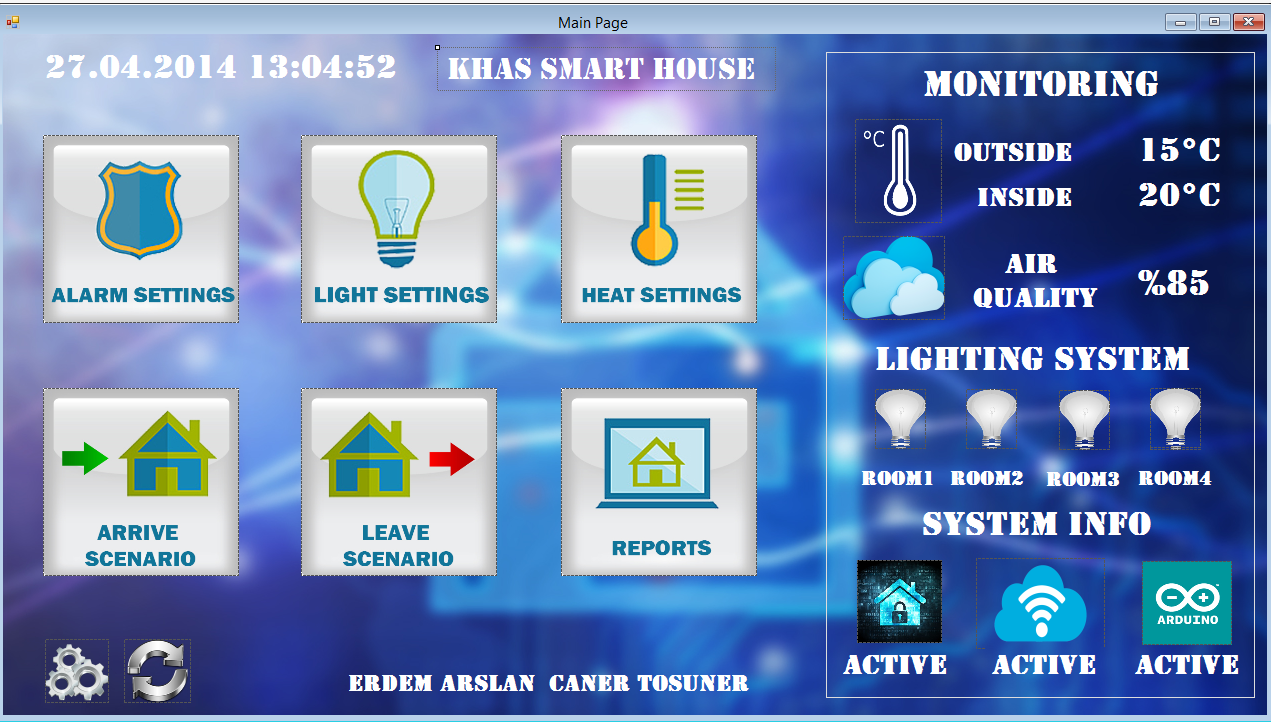 Main Page
27.04.2014 13:04:52
KHAS SMART HOUSE
ALARM SETTINGS
LIGHT SETTINGS
HEAT SETTINGS
ARRIVE
SCENARIO
LEAVE
SCENARIO
REPORTS
ERDEM ARSLAN CANER TOSUNER
MONITORING
°C
OUTSIDE 15°C
INSIDE 20°C
AIR
QUALITY
%85
LIGHTING SYSTEM
ROOM1 ROOM2 ROOM3 ROOM4
SYSTEM INFO
ARDUINO
ACTIVE ACTIVE ACTIVE